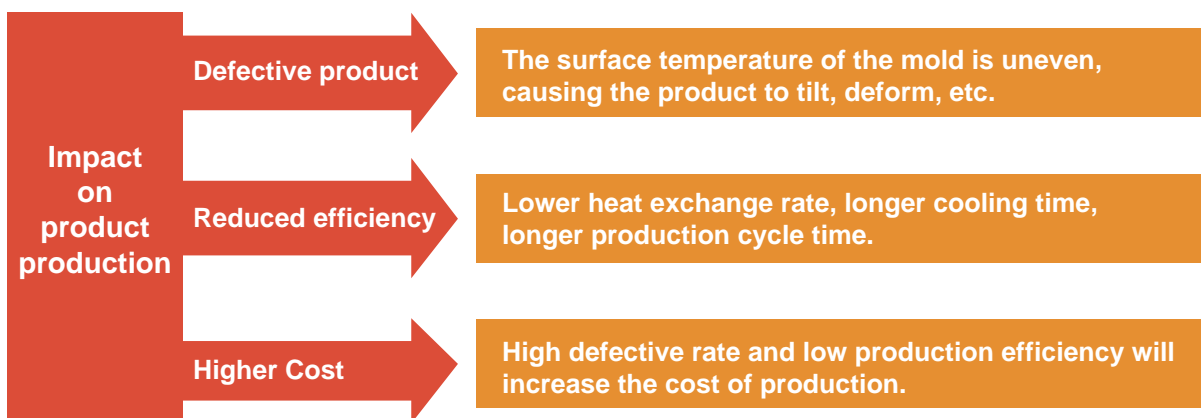 Impact
on
product
production
Defective product
The surface temperature of the mold is uneven,
causing the product to tilt, deform, etc.
Reduced efficiency
Lower heat exchange rate, longer cooling time,
longer production cycle time.
Higher Cost
High defective rate and low production efficiency will
increase the cost of production.